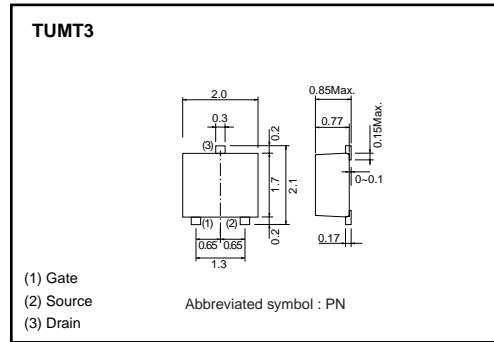 TUMT3
0.85Max.
2.0
0.77
0.15Max.
0.3
0.2
(3)
1.7
2.1
0~0.1
(1) (2)
0.2
0.65 0.65
0.17
1.3
(1) Gate
(2) Source
(3) Drain
Abbreviated symbol : PN